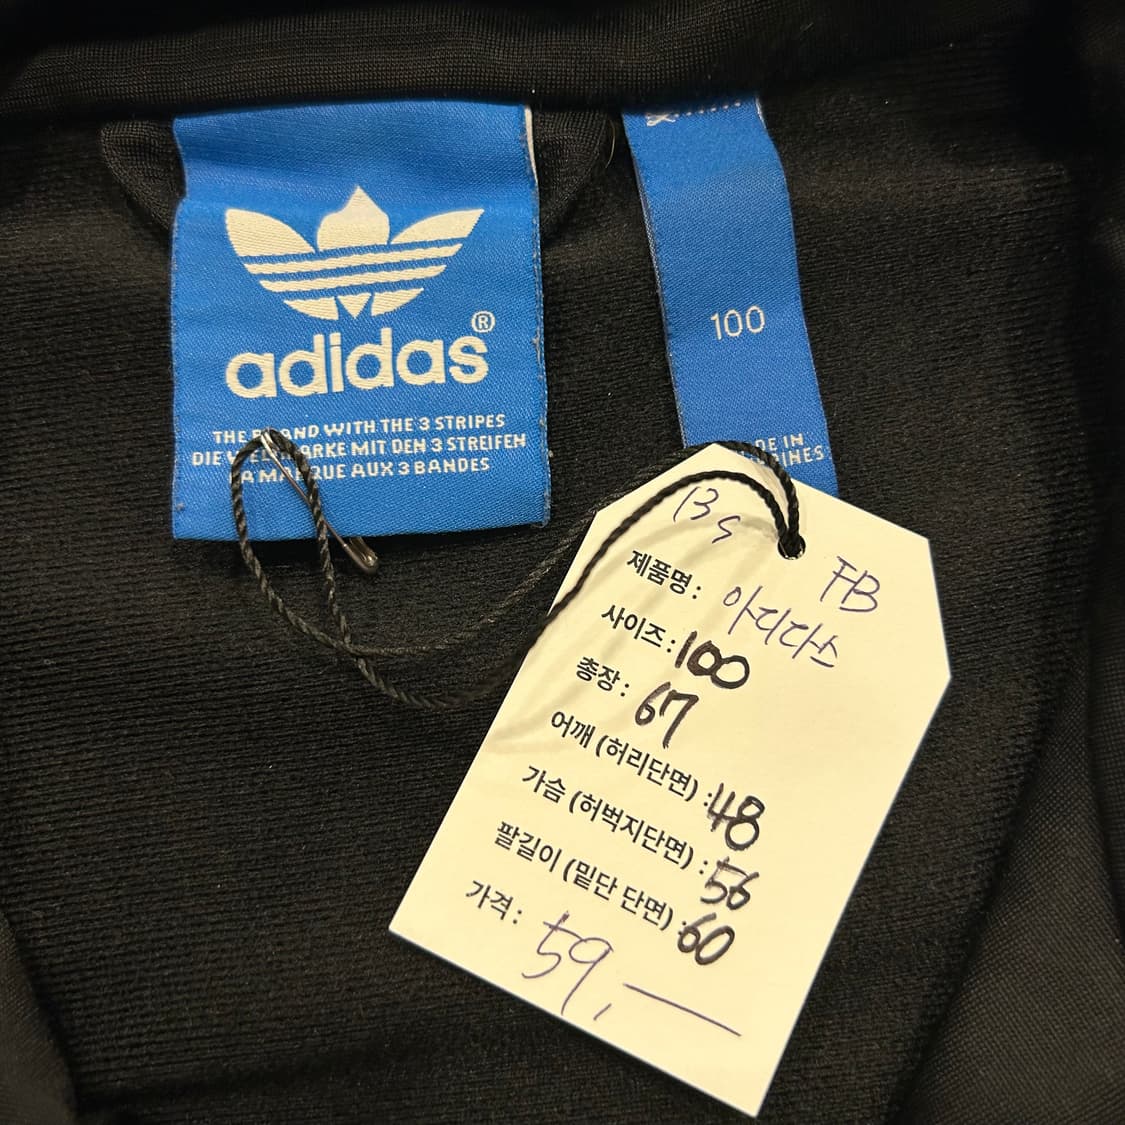 adidas®
THE BRAND WITH THE 3 STRIPES
DIE WELTMARKE MIT DEN 3 STREIFEN
LA MARQUE AUX 3 BANDES
100
DE IN
PINES
FB
제품명: 아디다스
사이즈: 100
총장: 67
어깨 (허리단면) : 48
가슴 (허벅지단면) : 56
팔길이 (밑단 단면) : 60
가격: 59,—